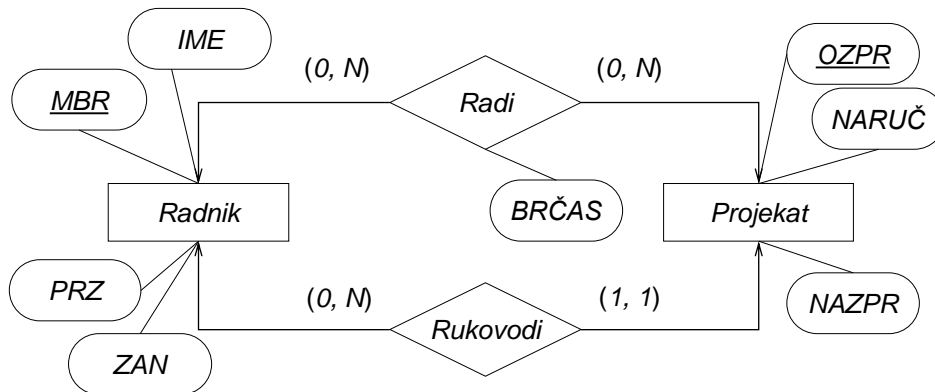 IME
(0, N)
(0, N)
OZPR
MBR
Radi
NARUČ
Radnik
BRČAS
Projekat
PRZ
(0, N)
(1, 1)
NAZPR
Rukovodi
ZAN